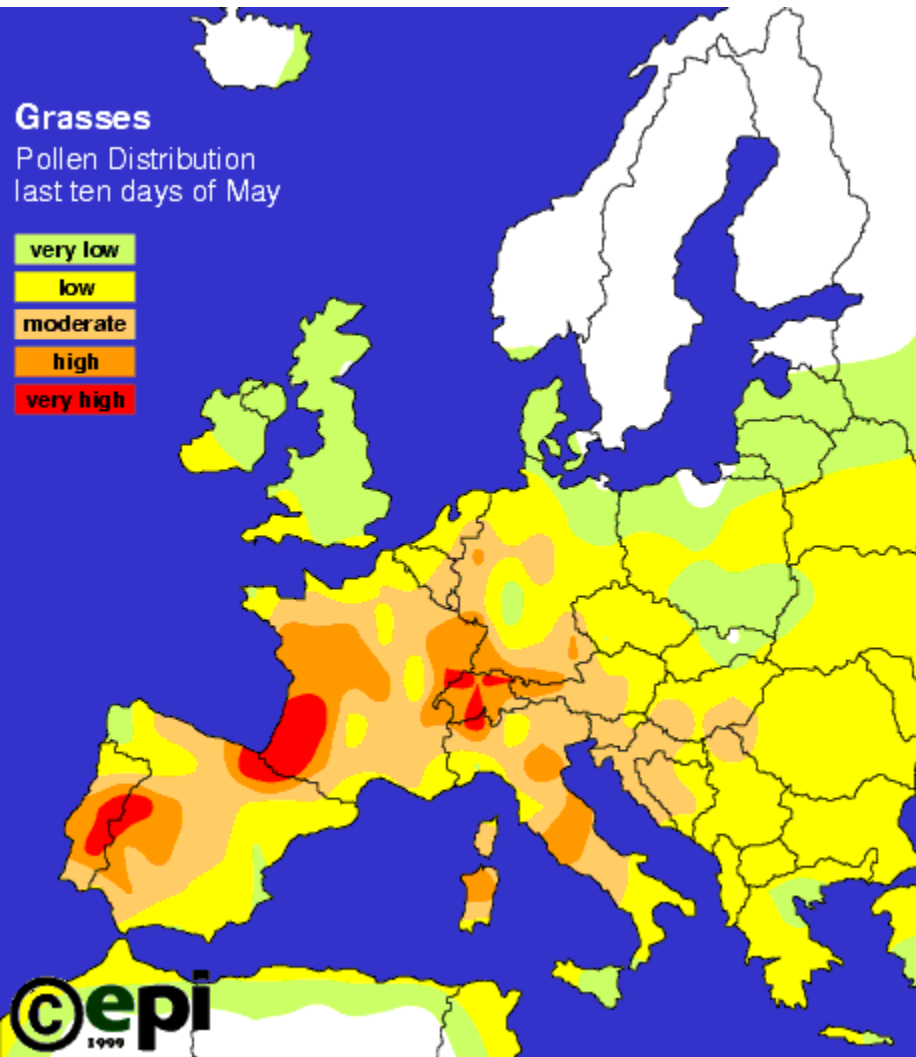 Grasses
Pollen Distribution
last ten days of May
very low
low
moderate
high
very high
©epi
1999